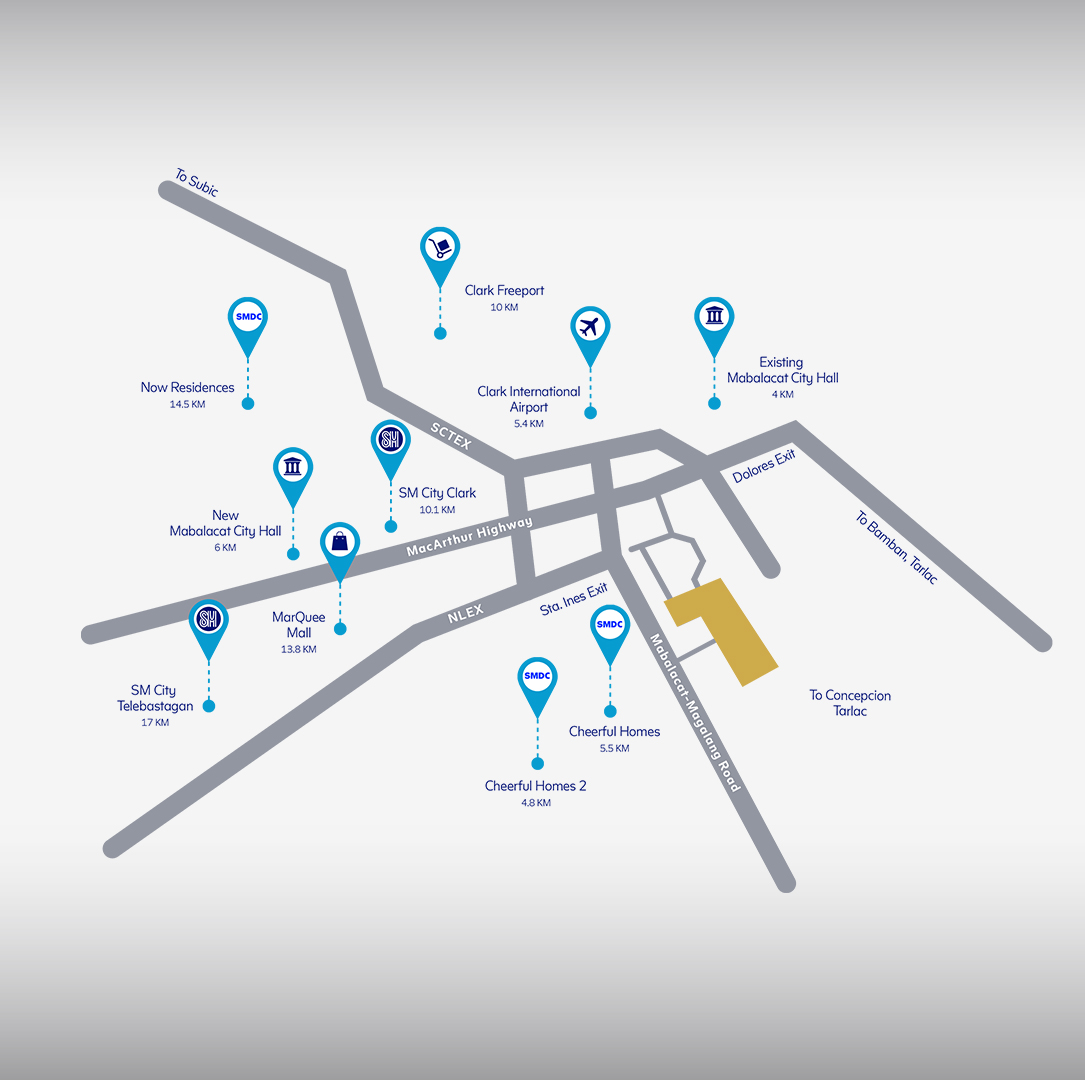 To Subic
Clark Freeport
10 KM
SMDC
Now Residences
14.5 KM
Clark International
Airport
5.4 KM
Existing
Mabalacat City Hall
4 KM
SCTEX
SM
SM City Clark
10.1 KM
Dolores Exit
To Bamban, Tarlac
New
Mabalacat City Hall
6 KM
MacArthur Highway
MarQuee
Mall
13.8 KM
NLEX
Sta. Ines Exit
SM
SM City
Telebastagan
17 KM
SMDC
Cheerful Homes
5.5 KM
SMDC
Cheerful Homes 2
4.8 KM
Mabalacat-Magalang Road
To Concepcion
Tarlac